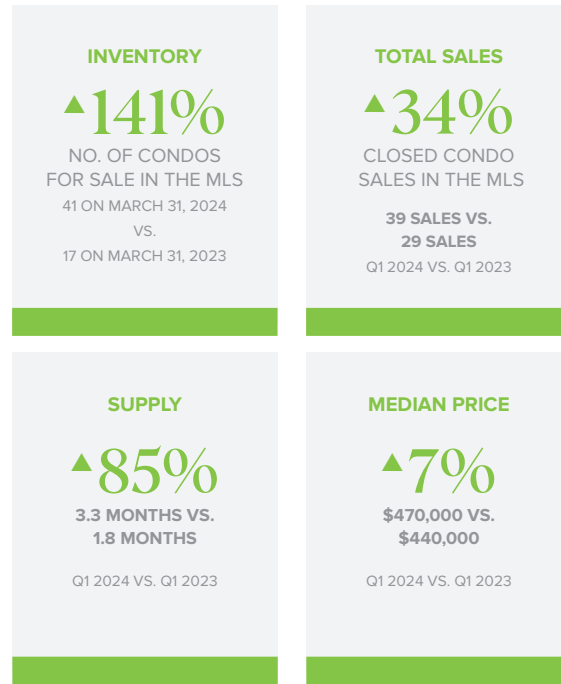 INVENTORY
▲141%
NO. OF CONDOS
FOR SALE IN THE MLS
41 ON MARCH 31, 2024
VS.
17 ON MARCH 31, 2023
TOTAL SALES
▲34%
CLOSED CONDO
SALES IN THE MLS
39 SALES VS.
29 SALES
Q1 2024 VS. Q1 2023
SUPPLY
▲85%
3.3 MONTHS VS.
1.8 MONTHS
Q1 2024 VS. Q1 2023
MEDIAN PRICE
▲7%
$470,000 VS.
$440,000
Q1 2024 VS. Q1 2023